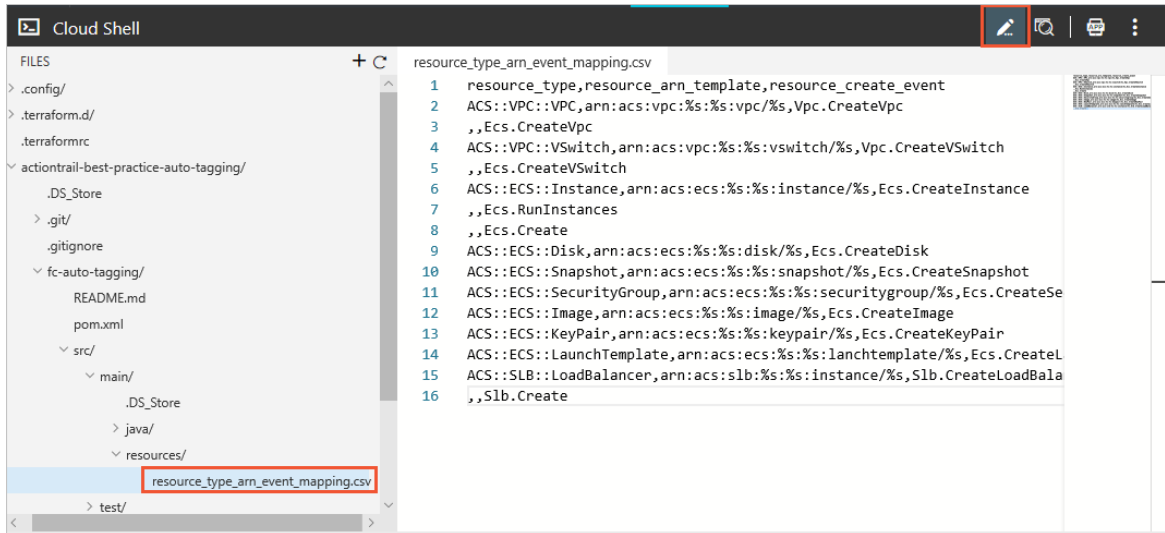 Cloud Shell
APP
FILES
.config/
.terraform.d/
.terraformrc
actiontrail-best-practice-auto-tagging/
.DS_Store
.git/
.gitignore
fc-auto-tagging/
README.md
pom.xml
src/
main/
.DS_Store
java/
resources/
resource_type_arn_event_mapping.csv
test/
resource_type_arn_event_mapping.csv
1 resource_type,resource_arn_template,resource_create_event
2 ACS::VPC::VPC,arn:acs:vpc:%s:%s:vpc/%s,Vpc.CreateVpc
3 ,,Ecs.CreateVpc
4 ACS::VPC::VSwitch,arn:acs:vpc:%s:%s:vswitch/%s,Vpc.CreateVSwitch
5 ,,Ecs.CreateVSwitch
6 ACS::ECS::Instance,arn:acs:ecs:%s:%s:instance/%s,Ecs.CreateInstance
7 ,,Ecs.RunInstances
8 ,,Ecs.Create
9 ACS::ECS::Disk,arn:acs:ecs:%s:%s:disk/%s,Ecs.CreateDisk
10 ACS::ECS::Snapshot,arn:acs:ecs:%s:%s:snapshot/%s,Ecs.CreateSnapshot
11 ACS::ECS::SecurityGroup,arn:acs:ecs:%s:%s:securitygroup/%s,Ecs.CreateSe
12 ACS::ECS::Image,arn:acs:ecs:%s:%s:image/%s,Ecs.CreateImage
13 ACS::ECS::KeyPair,arn:acs:ecs:%s:%s:keypair/%s,Ecs.CreateKeyPair
14 ACS::ECS::LaunchTemplate,arn:acs:ecs:%s:%s:lanchtemplate/%s,Ecs.CreateL
15 ACS::SLB::LoadBalancer,arn:acs:slb:%s:%s:instance/%s,Slb.CreateLoadBala
16 ,,Slb.Create